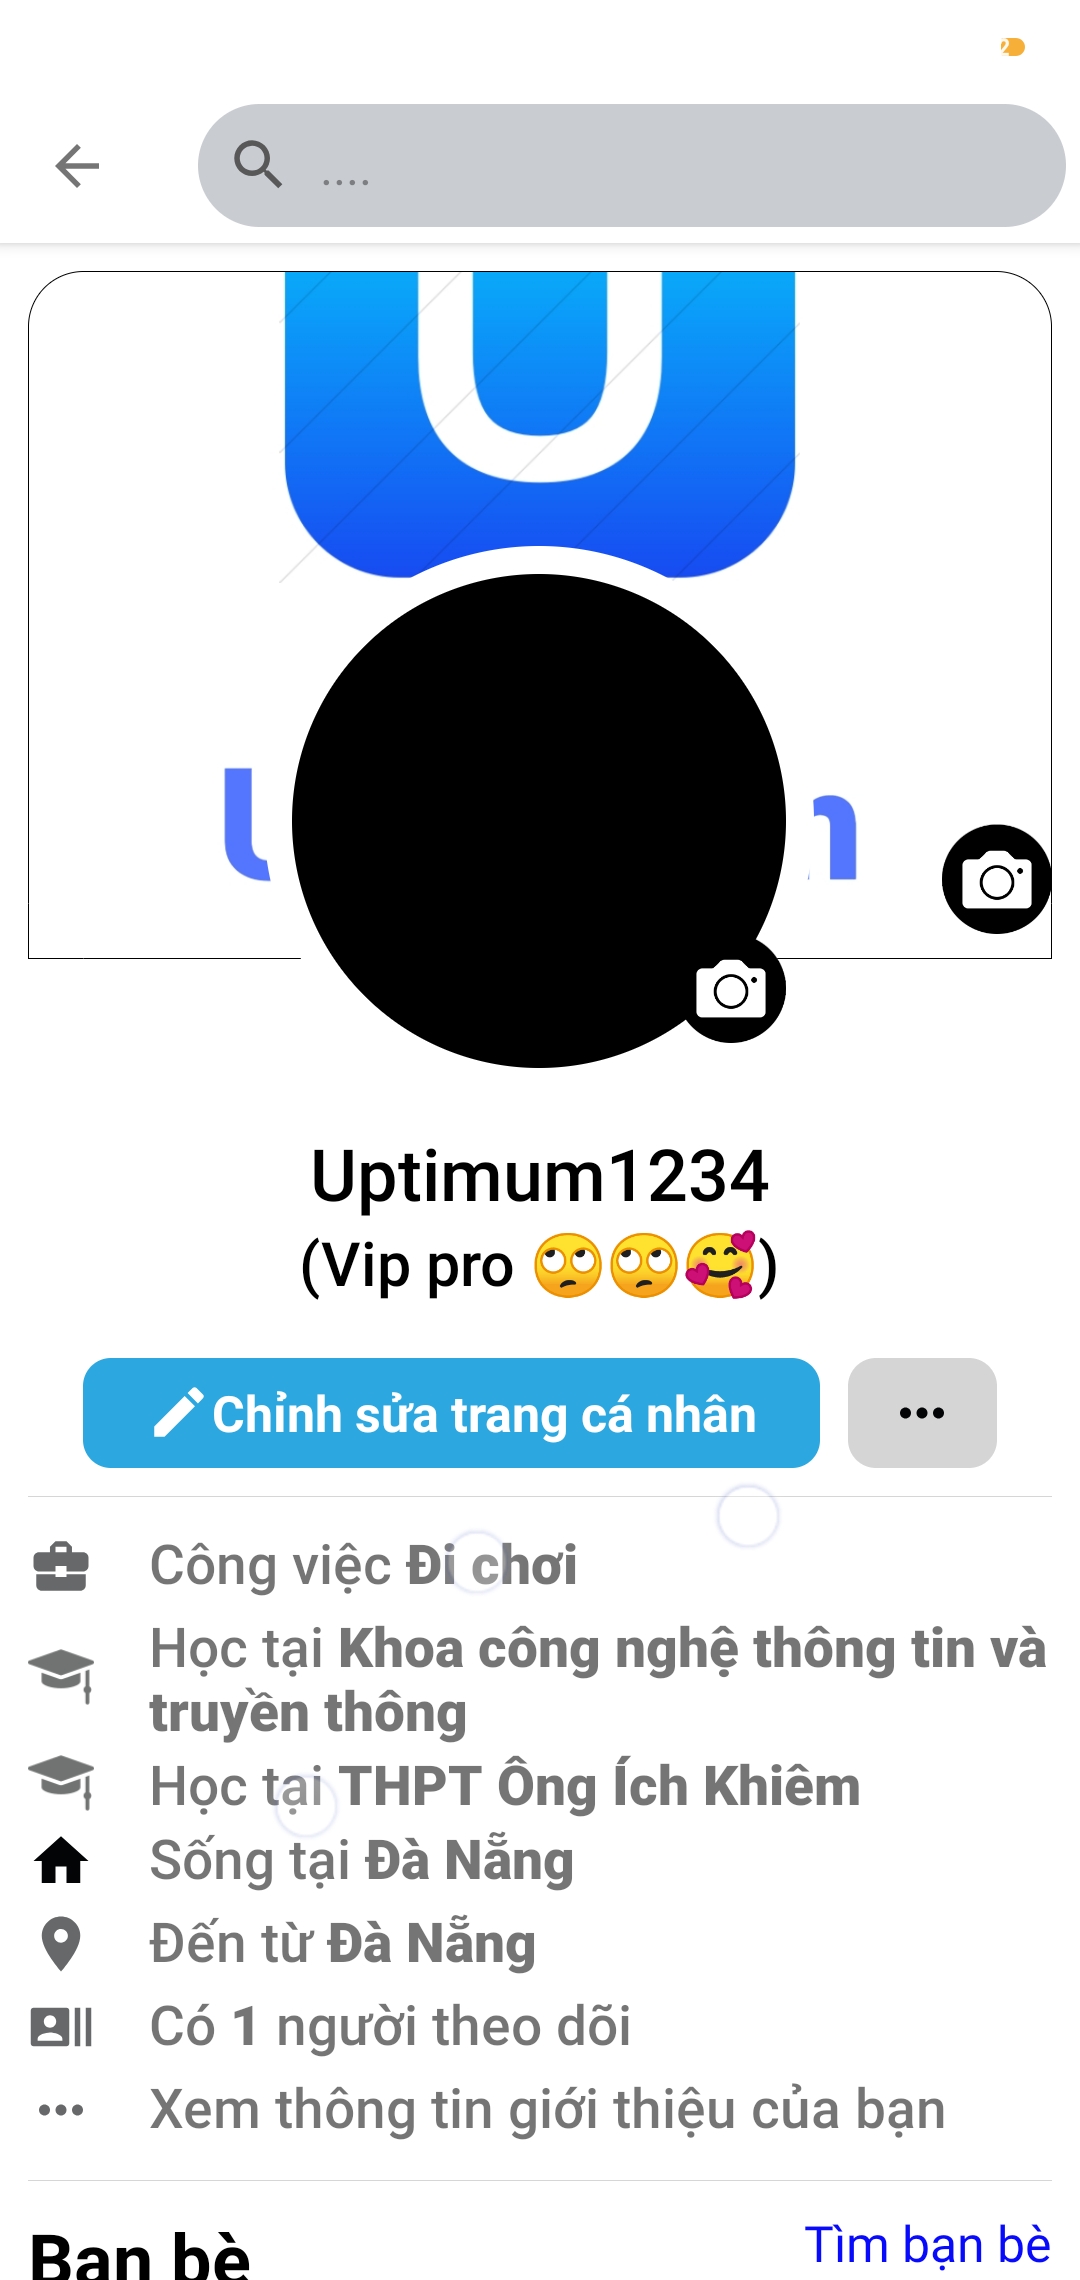 ....
U
Uptimum1234
(Vip pro 🙄🙄🥰)
Chỉnh sửa trang cá nhân
Công việc Đi chơi
Học tại Khoa công nghệ thông tin và
truyền thông
Học tại THPT Ông Ích Khiêm
Sống tại Đà Nẵng
Đến từ Đà Nẵng
Có 1 người theo dõi
Xem thông tin giới thiệu của bạn
Bạn bè
Tìm bạn bè